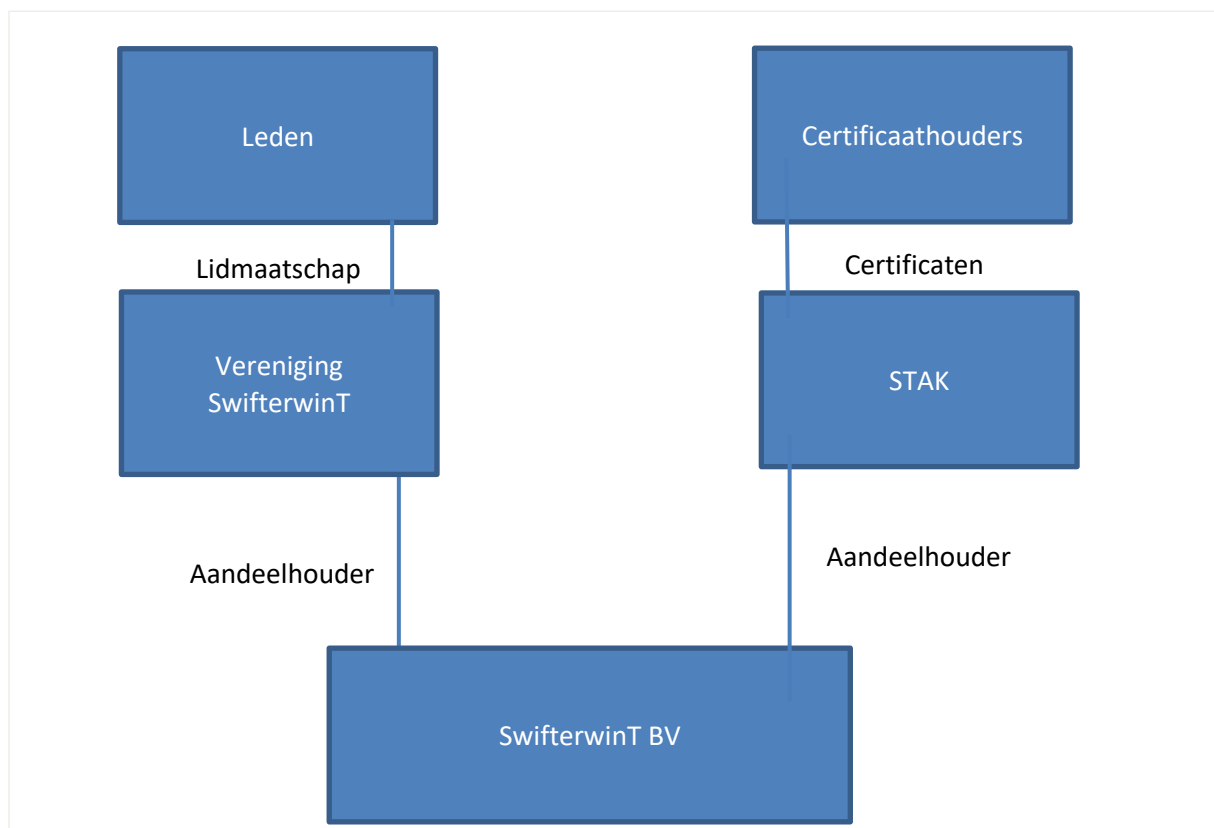 Leden
Certificaathouders
Lidmaatschap
Certificaten
Vereniging
SwifterwinT
STAK
Aandeelhouder
Aandeelhouder
SwifterwinT BV